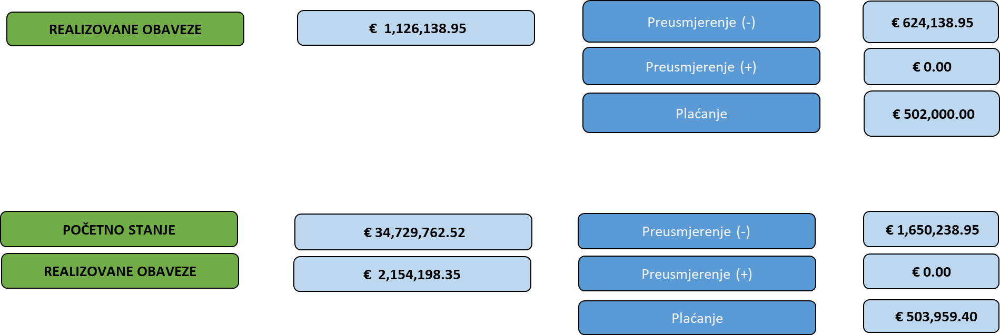 REALIZOVANE OBAVEZE
€  1,126,138.95
Preusmjerenje (-)
€ 624,138.95
Preusmjerenje (+)
€ 0.00
Plaćanje
€ 502,000.00
POČETNO STANJE
€ 34,729,762.52
Preusmjerenje (-)
€ 1,650,238.95
REALIZOVANE OBAVEZE
€  2,154,198.35
Preusmjerenje (+)
€ 0.00
Plaćanje
€ 503,959.40